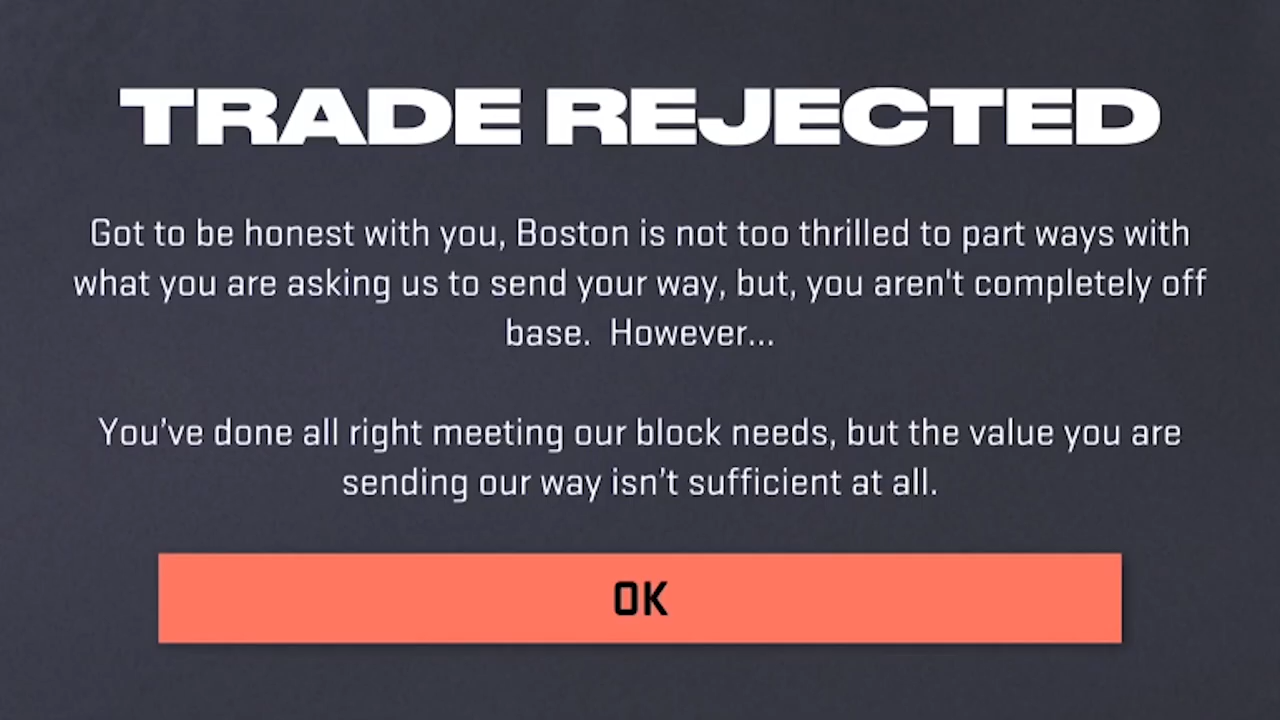 TRADE REJECTED
Got to be honest with you, Boston is not too thrilled to part ways with
what you are asking us to send your way, but, you aren't completely off
base.  However...
You’ve done all right meeting our block needs, but the value you are
sending our way isn’t sufficient at all.
OK